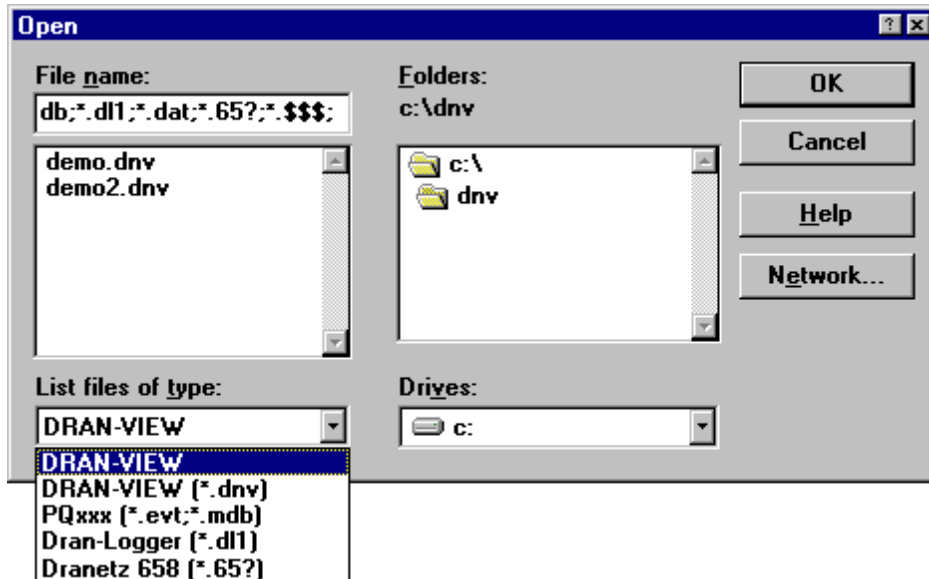 Open
File name:
db;*.dl1;*.dat;*.65?;*.$$$;
demo.dnv
demo2.dnv
List files of type:
DRAN-VIEW
DRAN-VIEW
DRAN-VIEW (*.dnv)
PQxxx (*.evt;*.mdb)
Dran-Logger (*.dl1)
Dranetz 658 (*.65?)
Folders:
c:\dnv
c:\
dnv
Drives:
c:
OK
Cancel
Help
Network...